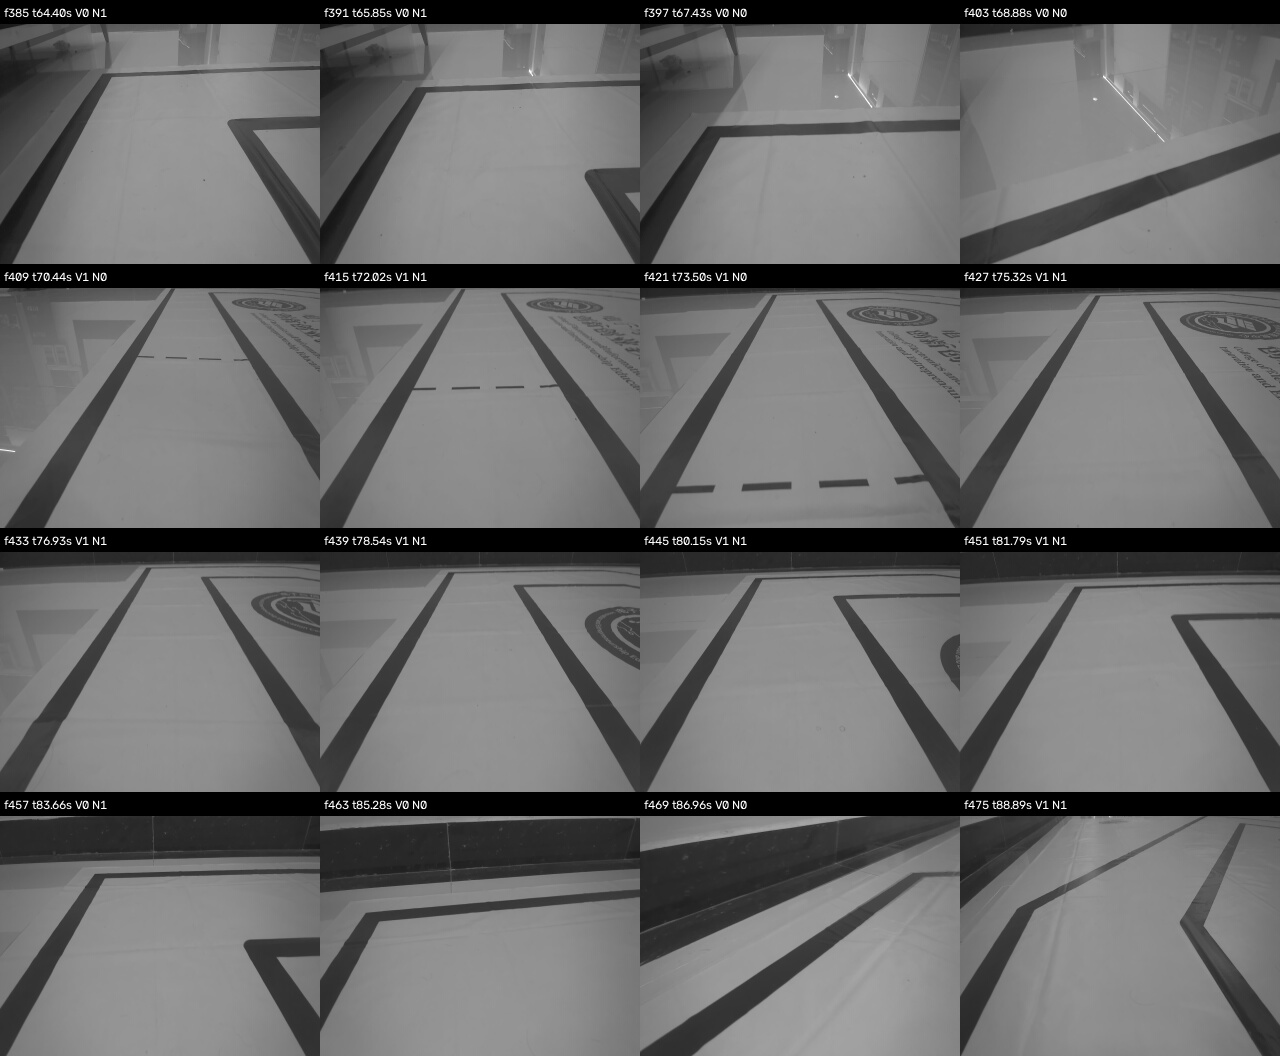 f385 t64.40s V0 N1
f391 t65.85s V0 N1
f397 t67.43s V0 N0
f403 t68.88s V0 N0
f409 t70.44s V1 N0
f415 t72.02s V1 N1
f421 t73.50s V1 N0
f427 t75.32s V1 N1
College of
Innovative and
f433 t76.93s V1 N1
f439 t78.54s V1 N1
f445 t80.15s V1 N1
f451 t81.79s V1 N1
f457 t83.66s V0 N1
f463 t85.28s V0 N0
f469 t86.96s V0 N0
f475 t88.89s V1 N1